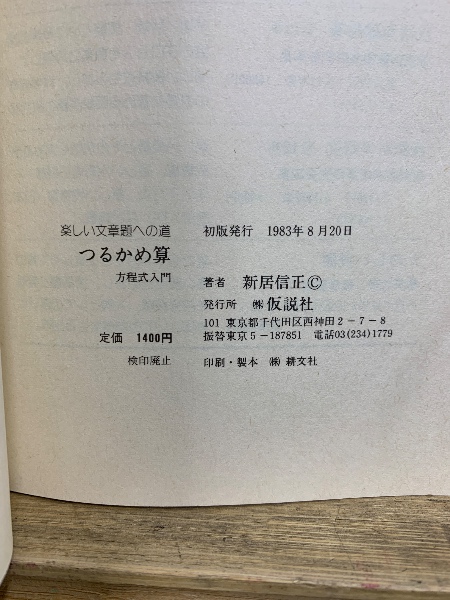 楽しい文章題への道
つるかめ算
方程式入門
定価 1400円
検印廃止
初版発行 1983年8月20日
著者 新居信正Ⓒ
発行所 ㈱仮説社
101 東京都千代田区西神田2－7－8
振替東京5－187851 電話03(234)1779
印刷・製本 ㈱ 耕文社